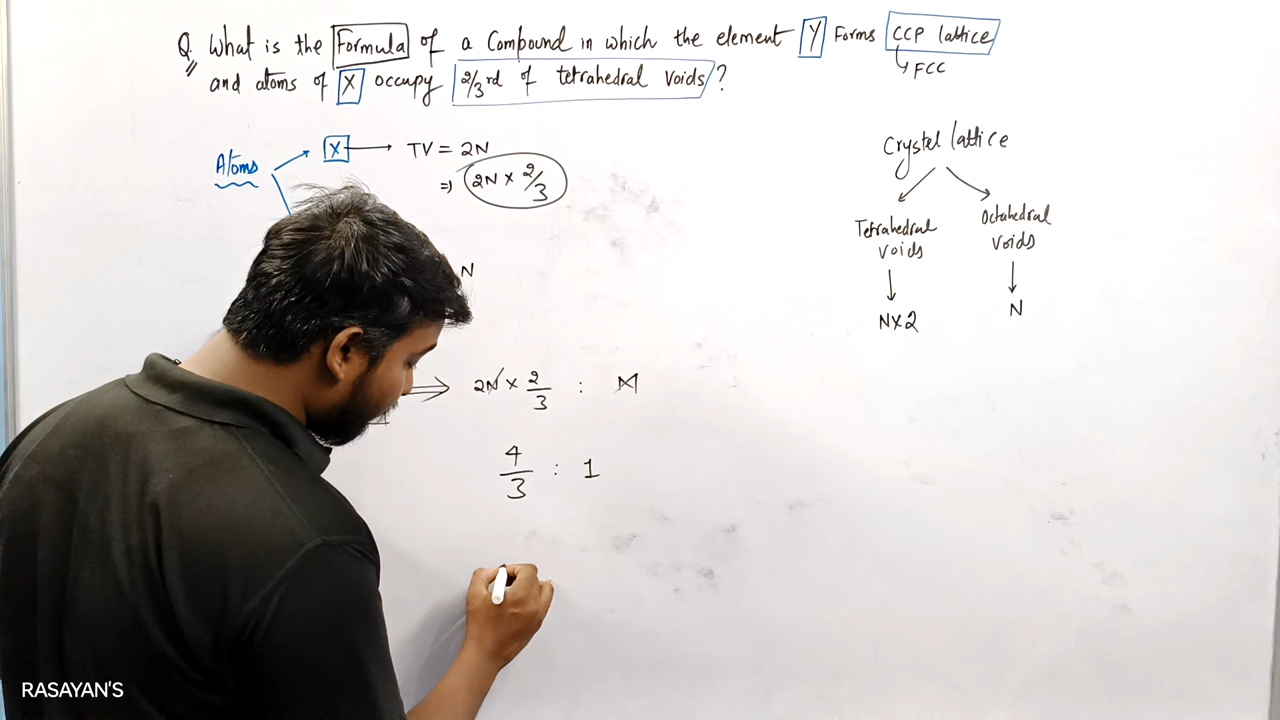 Q. What is the Formula of a Compound in which the element Y Forms CCP lattice
↳ FCC
and atoms of X occupy 2/3rd of tetrahedral voids?
Atoms → X → TV = 2N
⇒ 2N × 2/3
N
⇒ 2N × 2/3 : N
4/3 : 1
Crystel lattice
Tetrahedral voids
Octahedral voids
N×2
N
RASAYAN'S